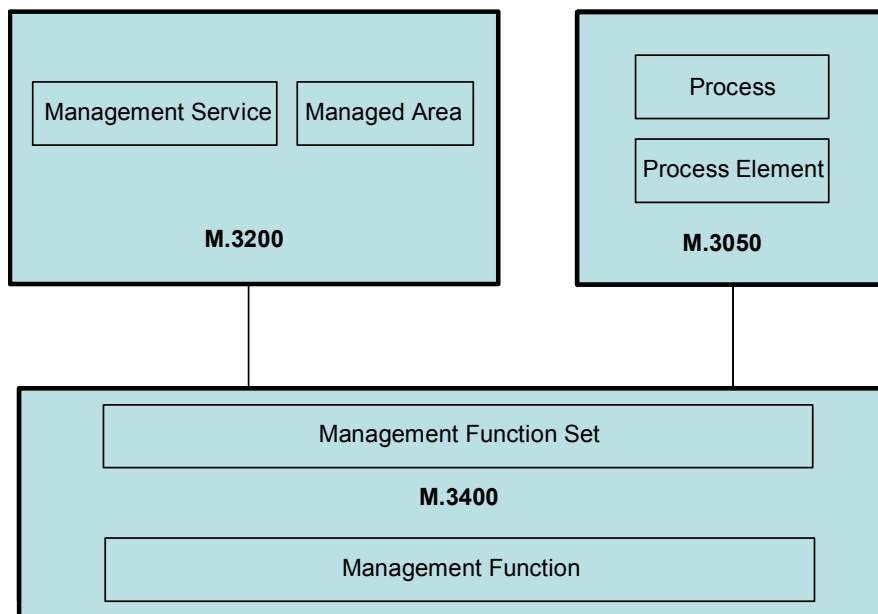 Management Service
Managed Area
M.3200
Process
Process Element
M.3050
Management Function Set
M.3400
Management Function